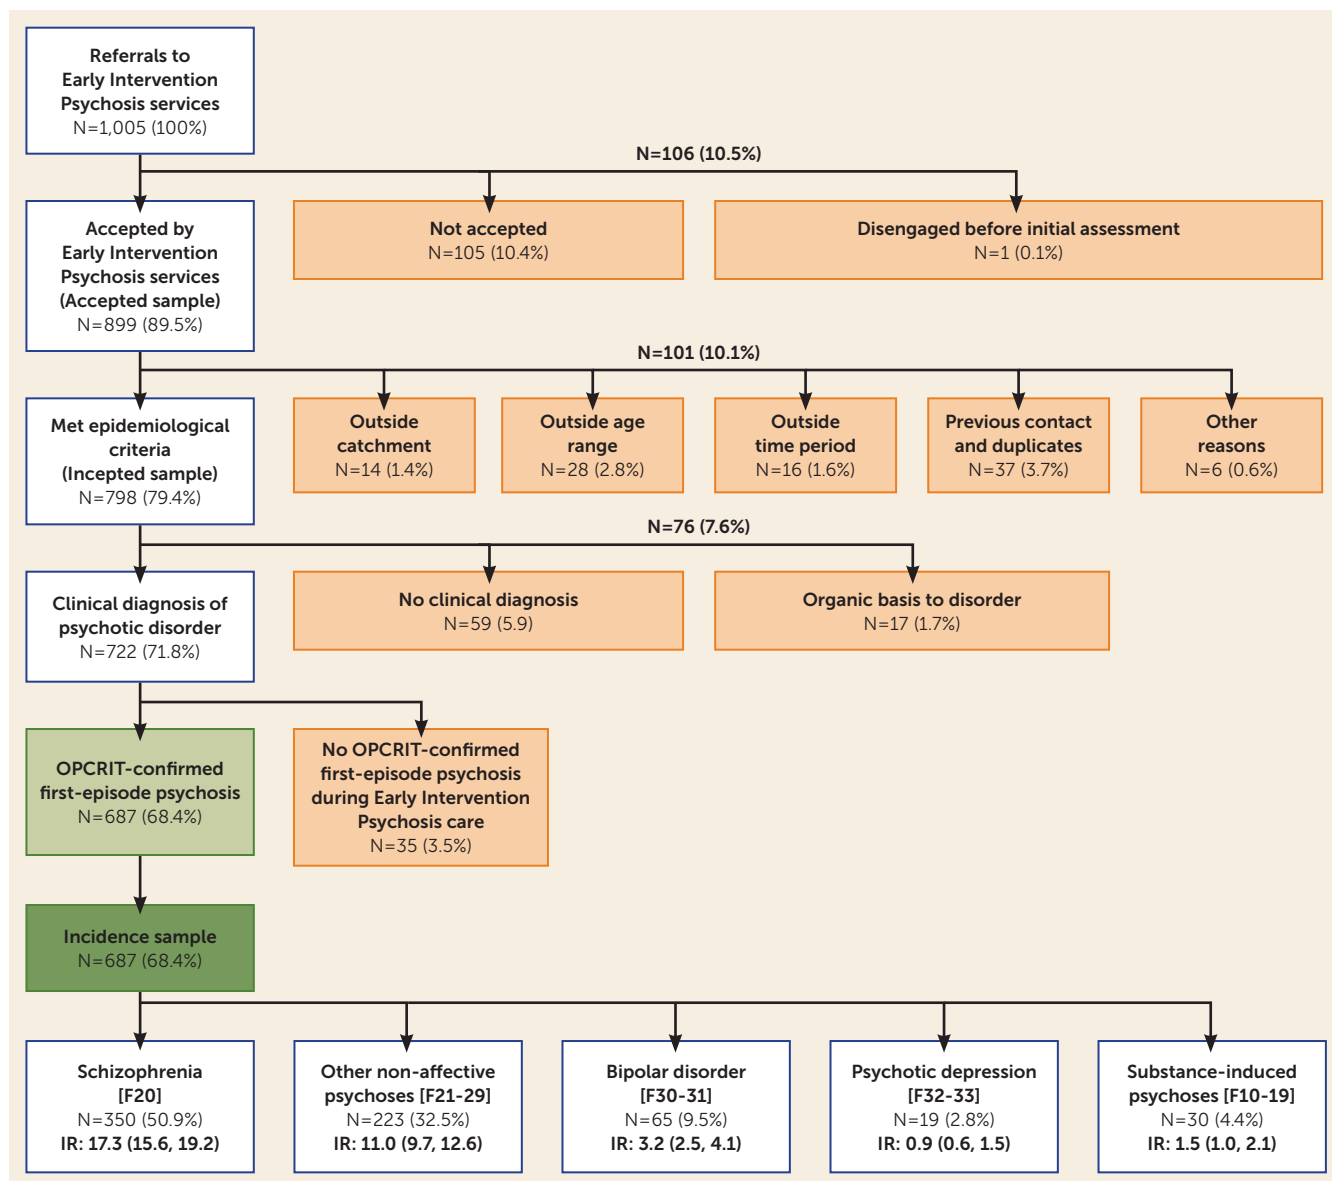 Referrals to
Early Intervention
Psychosis services
N=1,005 (100%)
N=106 (10.5%)
Accepted by
Early Intervention
Psychosis services
(Accepted sample)
N=899 (89.5%)
Not accepted
N=105 (10.4%)
Disengaged before initial assessment
N=1 (0.1%)
N=101 (10.1%)
Met epidemiological
criteria
(Incepted sample)
N=798 (79.4%)
Outside
catchment
N=14 (1.4%)
Outside age
range
N=28 (2.8%)
Outside
time period
N=16 (1.6%)
Previous contact
and duplicates
N=37 (3.7%)
Other
reasons
N=6 (0.6%)
N=76 (7.6%)
Clinical diagnosis of
psychotic disorder
N=722 (71.8%)
No clinical diagnosis
N=59 (5.9)
Organic basis to disorder
N=17 (1.7%)
OPCRIT-confirmed
first-episode psychosis
N=687 (68.4%)
No OPCRIT-confirmed
first-episode psychosis
during Early Intervention
Psychosis care
N=35 (3.5%)
Incidence sample
N=687 (68.4%)
Schizophrenia
[F20]
N=350 (50.9%)
IR: 17.3 (15.6, 19.2)
Other non-affective
psychoses [F21-29]
N=223 (32.5%)
IR: 11.0 (9.7, 12.6)
Bipolar disorder
[F30-31]
N=65 (9.5%)
IR: 3.2 (2.5, 4.1)
Psychotic depression
[F32-33]
N=19 (2.8%)
IR: 0.9 (0.6, 1.5)
Substance-induced
psychoses [F10-19]
N=30 (4.4%)
IR: 1.5 (1.0, 2.1)